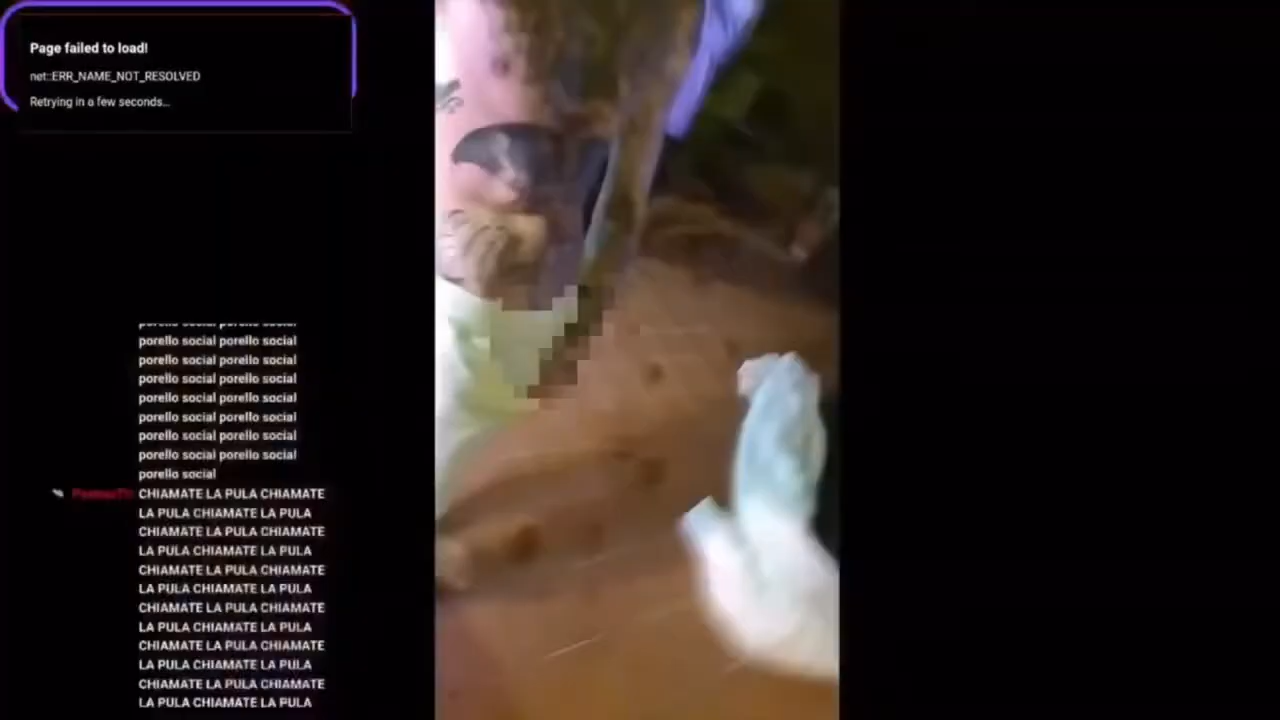 Page failed to load!
net::ERR_NAME_NOT_RESOLVED
Retrying in a few seconds...
porello social porello social
porello social porello social
porello social porello social
porello social porello social
porello social porello social
porello social porello social
porello social porello social
porello social porello social
porello social
CHIAMATE LA PULA CHIAMATE
LA PULA CHIAMATE LA PULA
CHIAMATE LA PULA CHIAMATE
LA PULA CHIAMATE LA PULA
CHIAMATE LA PULA CHIAMATE
LA PULA CHIAMATE LA PULA
CHIAMATE LA PULA CHIAMATE
LA PULA CHIAMATE LA PULA
CHIAMATE LA PULA CHIAMATE
LA PULA CHIAMATE LA PULA
CHIAMATE LA PULA CHIAMATE
LA PULA CHIAMATE LA PULA